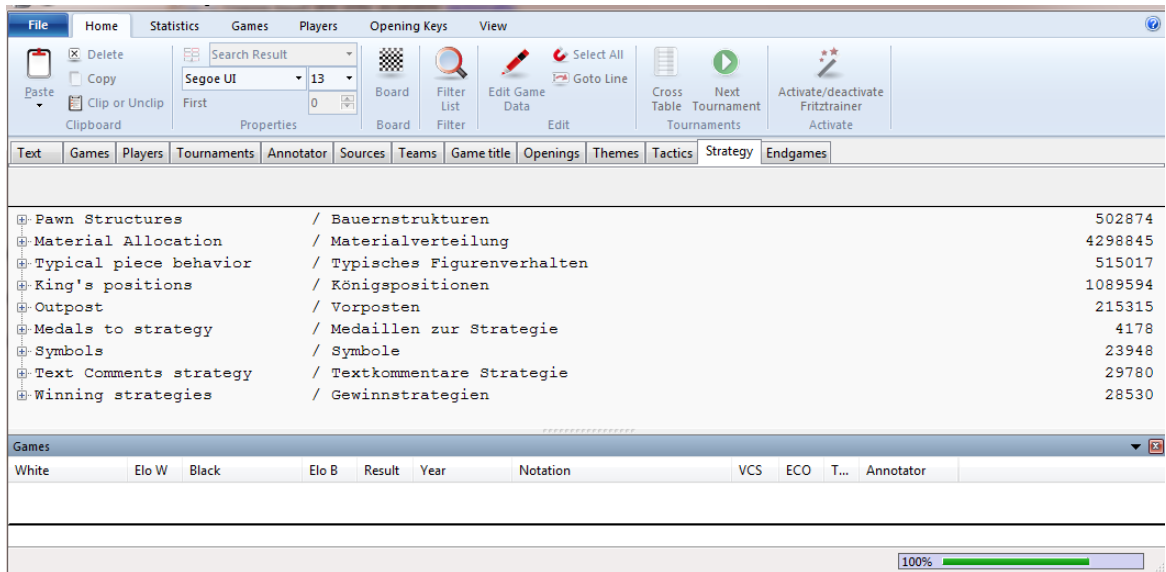 File Home Statistics Games Players Opening Keys View
Delete Search Result Select All
Copy Segoe UI 13 Goto Line
Paste Clip or Unclip First 0 Board Filter List Edit Game Data Cross Table Next Tournament Activate/deactivate Fritztrainer
Clipboard Properties Board Filter Edit Tournaments Activate
Text Games Players Tournaments Annotator Sources Teams Game title Openings Themes Tactics Strategy Endgames
Pawn Structures / Bauernstrukturen 502874
Material Allocation / Materialverteilung 4298845
Typical piece behavior / Typisches Figurenverhalten 515017
King's positions / Königspositionen 1089594
Outpost / Vorposten 215315
Medals to strategy / Medaillen zur Strategie 4178
Symbols / Symbole 23948
Text Comments strategy / Textkommentare Strategie 29780
Winning strategies / Gewinnstrategien 28530
Games
White Elo W Black Elo B Result Year Notation VCS ECO T... Annotator
100%